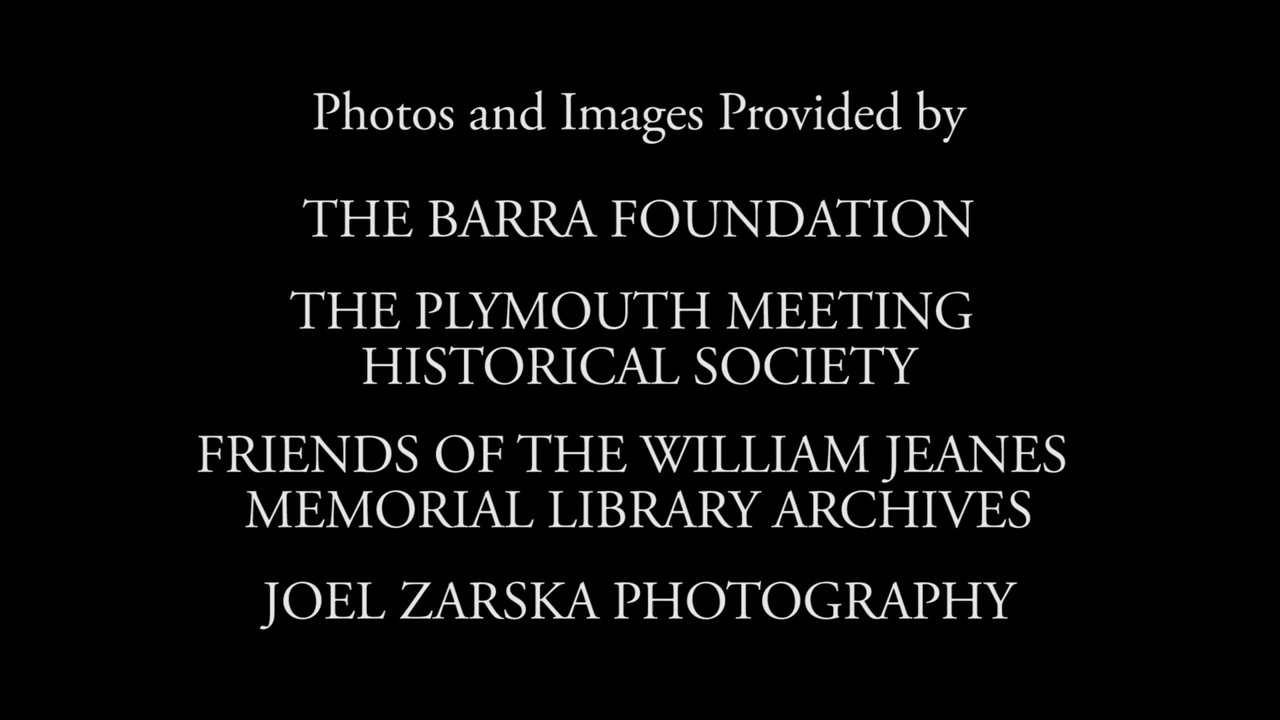 Photos and Images Provided by
THE BARRA FOUNDATION
THE PLYMOUTH MEETING
HISTORICAL SOCIETY
FRIENDS OF THE WILLIAM JEANES
MEMORIAL LIBRARY ARCHIVES
JOEL ZARSKA PHOTOGRAPHY